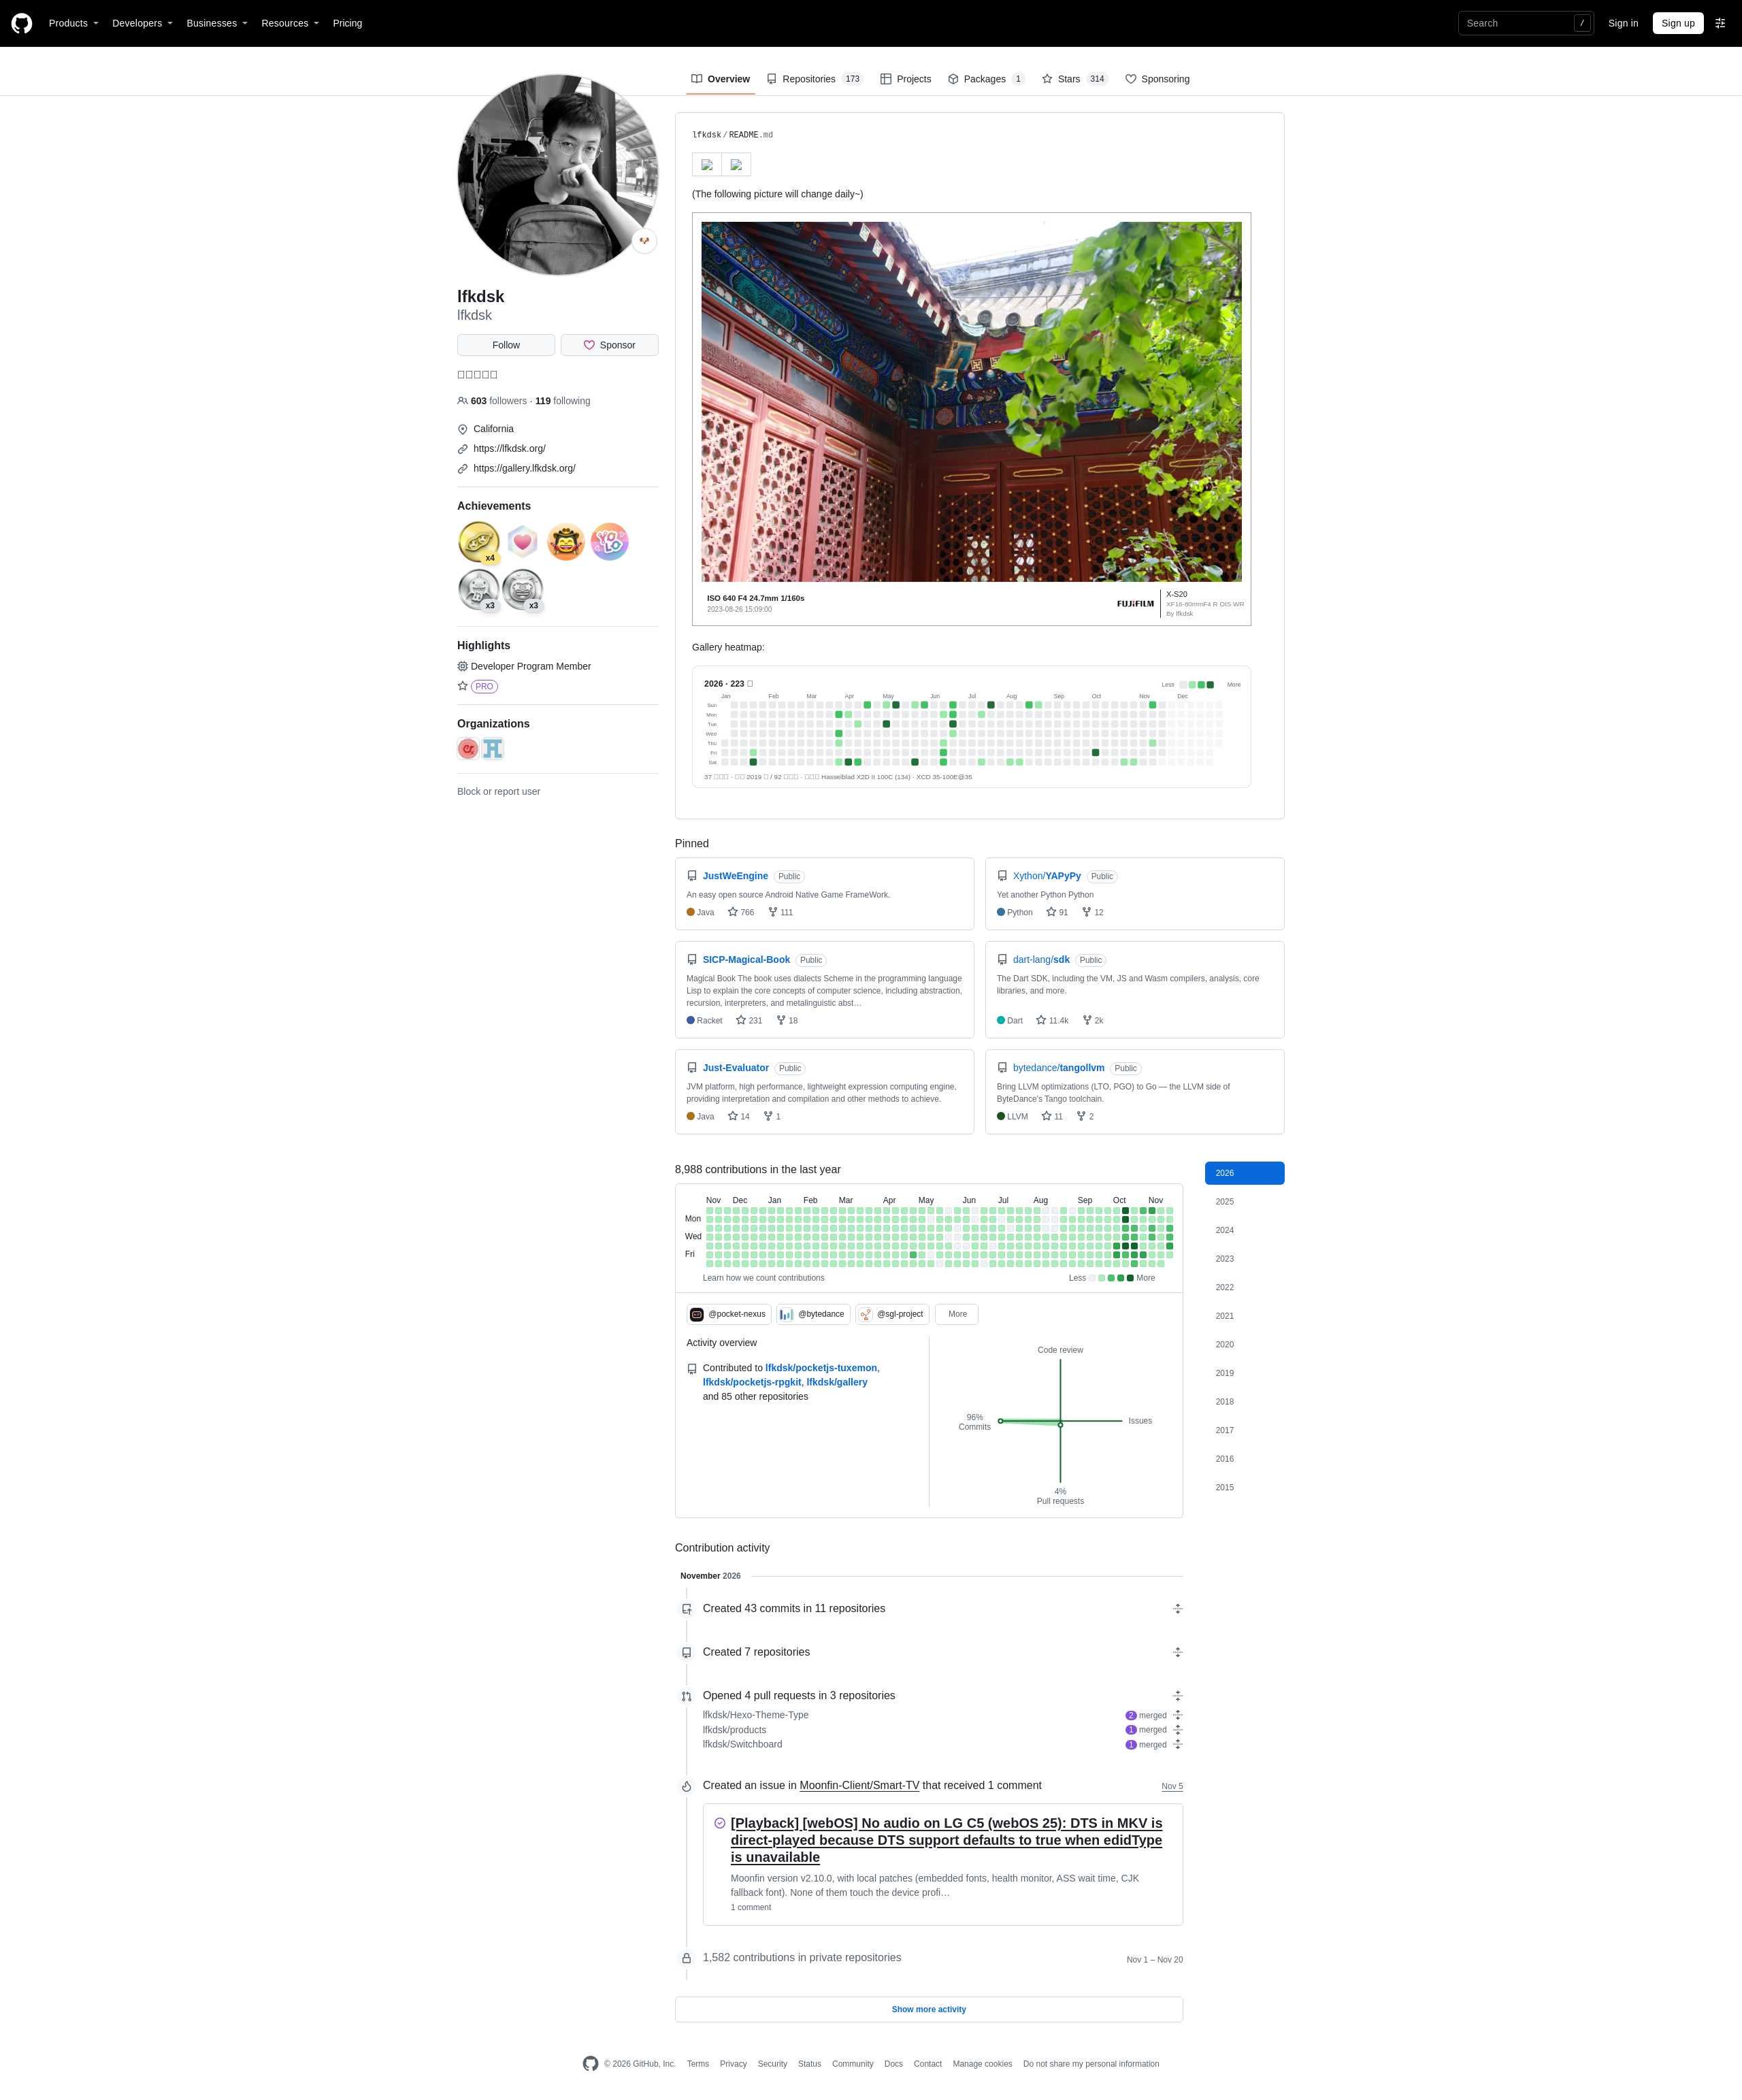 Products
Developers
Businesses
Resources
Pricing
Search
/
Sign in
Sign up
Overview
Repositories 173
Projects
Packages 1
Stars 314
Sponsoring
lfkdsk
lfkdsk
Follow
Sponsor
603 followers · 119 following
California
https://lfkdsk.org/
https://gallery.lfkdsk.org/
Achievements
x4
YOLO
x3
x3
Highlights
Developer Program Member
PRO
Organizations
Block or report user
lfkdsk / README.md
(The following picture will change daily~)
ISO 640 F4 24.7mm 1/160s
2023-08-26 15:09:00
FUJIFILM
X-S20
XF16-80mmF4 R OIS WR
By lfkdsk
Gallery heatmap:
2026 · 223
Less
More
Jan Feb Mar Apr May Jun Jul Aug Sep Oct Nov Dec
Sun
Mon
Tue
Wed
Thu
Fri
Sat
37 · 2019 / 92 · Hasselblad X2D II 100C (134) · XCD 35-100E@35
Pinned
JustWeEngine Public
An easy open source Android Native Game FrameWork.
Java 766 111
Xython/YAPyPy Public
Yet another Python Python
Python 91 12
SICP-Magical-Book Public
Magical Book The book uses dialects Scheme in the programming language
Lisp to explain the core concepts of computer science, including abstraction,
recursion, interpreters, and metalinguistic abst…
Racket 231 18
dart-lang/sdk Public
The Dart SDK, including the VM, JS and Wasm compilers, analysis, core
libraries, and more.
Dart 11.4k 2k
Just-Evaluator Public
JVM platform, high performance, lightweight expression computing engine,
providing interpretation and compilation and other methods to achieve.
Java 14 1
bytedance/tangollvm Public
Bring LLVM optimizations (LTO, PGO) to Go — the LLVM side of
ByteDance's Tango toolchain.
LLVM 11 2
8,988 contributions in the last year
Nov Dec Jan Feb Mar Apr May Jun Jul Aug Sep Oct Nov
Mon
Wed
Fri
Learn how we count contributions
Less
More
@pocket-nexus
@bytedance
@sgl-project
More
Activity overview
Contributed to lfkdsk/pocketjs-tuxemon,
lfkdsk/pocketjs-rpgkit, lfkdsk/gallery
and 85 other repositories
Code review
96%
Commits
Issues
4%
Pull requests
2026
2025
2024
2023
2022
2021
2020
2019
2018
2017
2016
2015
Contribution activity
November 2026
Created 43 commits in 11 repositories
Created 7 repositories
Opened 4 pull requests in 3 repositories
lfkdsk/Hexo-Theme-Type 2 merged
lfkdsk/products 1 merged
lfkdsk/Switchboard 1 merged
Created an issue in Moonfin-Client/Smart-TV that received 1 comment
Nov 5
[Playback] [webOS] No audio on LG C5 (webOS 25): DTS in MKV is
direct-played because DTS support defaults to true when edidType
is unavailable
Moonfin version v2.10.0, with local patches (embedded fonts, health monitor, ASS wait time, CJK
fallback font). None of them touch the device profi…
1 comment
1,582 contributions in private repositories
Nov 1 – Nov 20
Show more activity
© 2026 GitHub, Inc.
Terms
Privacy
Security
Status
Community
Docs
Contact
Manage cookies
Do not share my personal information